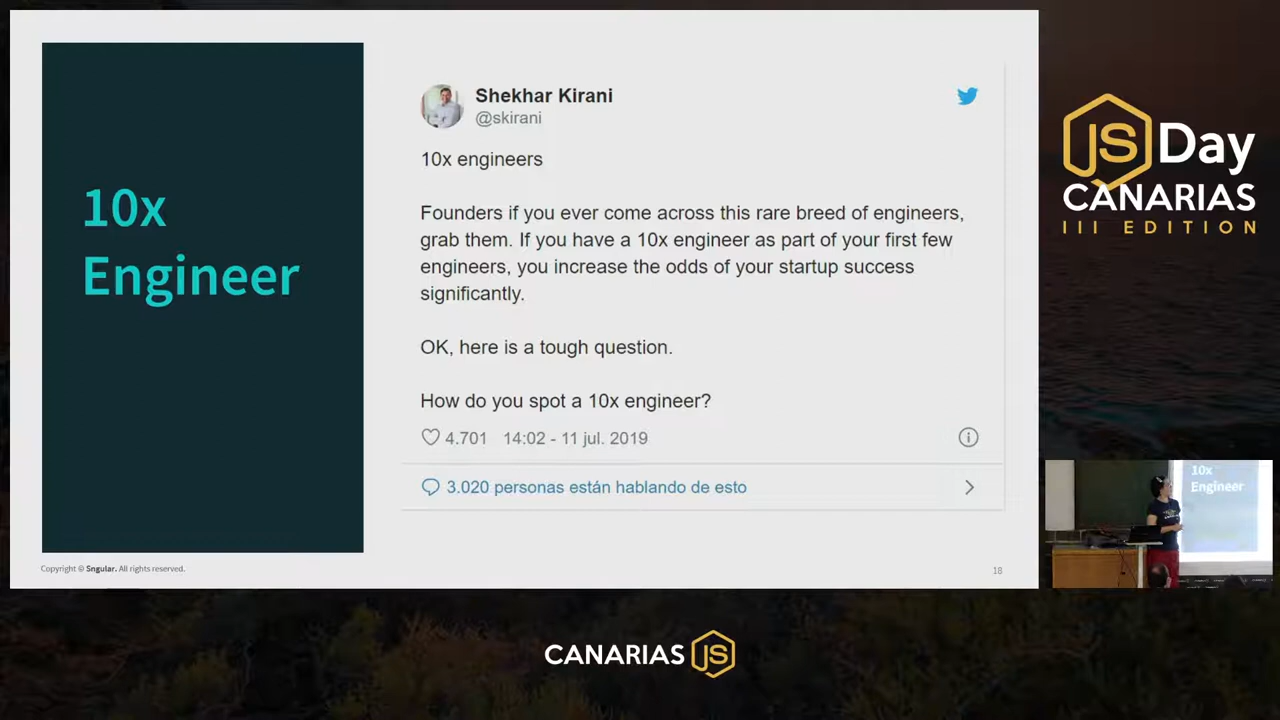 10x
Engineer
Shekhar Kirani
@skirani
10x engineers
Founders if you ever come across this rare breed of engineers,
grab them. If you have a 10x engineer as part of your first few
engineers, you increase the odds of your startup success
significantly.
OK, here is a tough question.
How do you spot a 10x engineer?
4.701 14:02 - 11 jul. 2019
3.020 personas están hablando de esto
Copyright © Sngular. All rights reserved.
18
JS Day
CANARIAS
III EDITION
10x
Engineer
CANARIAS JS